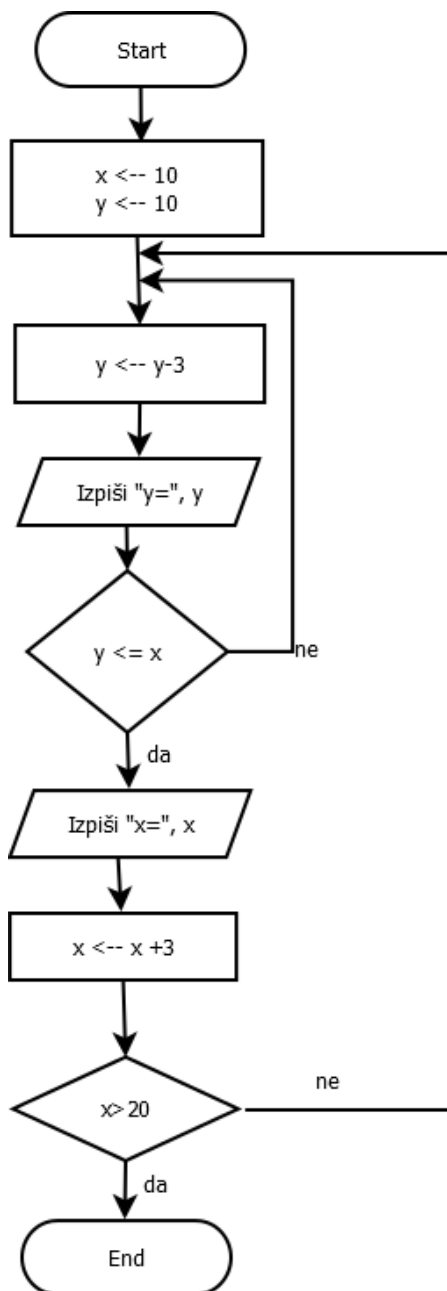 Start
x <-- 10
y <-- 10
y <-- y-3
Izpiši "y=", y
y <= x
ne
da
Izpiši "x=", x
x <-- x +3
x>20
ne
da
End